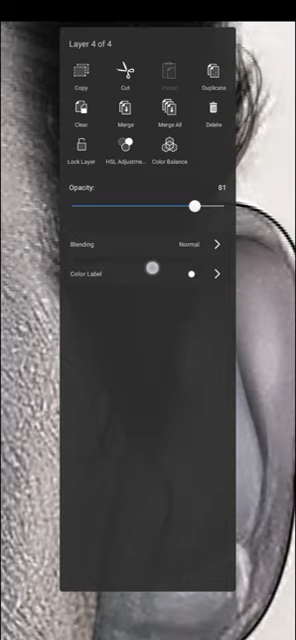 Layer 4 of 4
Copy Cut Paste Duplicate
Clear Merge Merge All Delete
Lock Layer HSL Adjustme... Color Balance
Opacity: 81
Blending Normal
Color Label